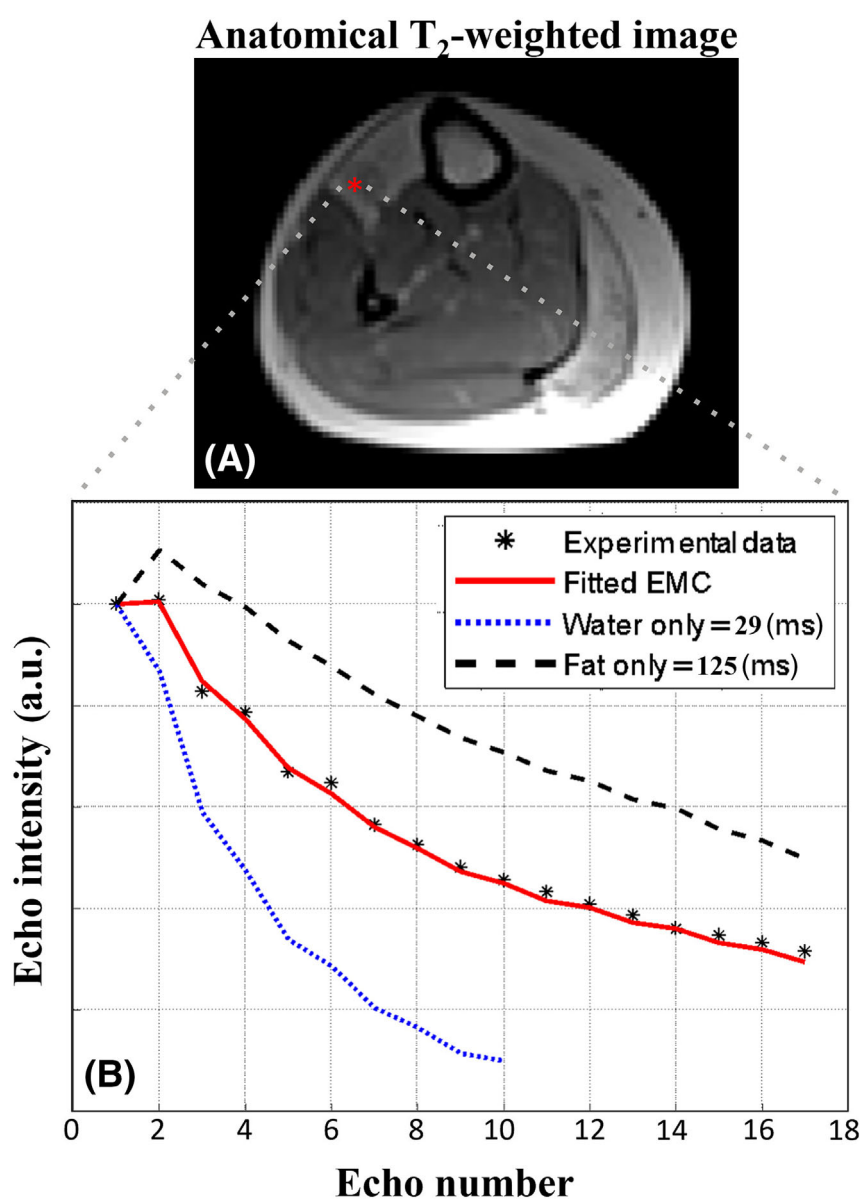 Anatomical T₂-weighted image
*
(A)
Experimental data
Fitted EMC
Water only = 29 (ms)
Fat only = 125 (ms)
Echo intensity (a.u.)
(B)
0 2 4 6 8 10 12 14 16 18
Echo number